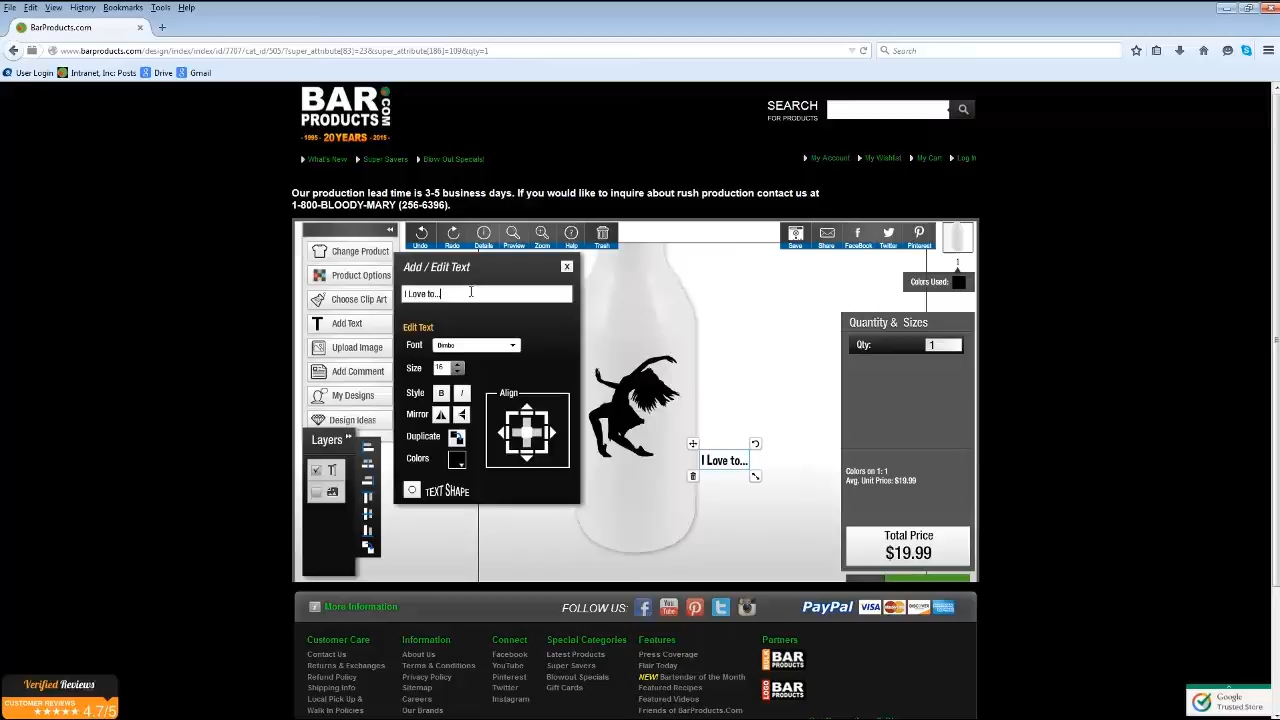 File Edit View History Bookmarks Tools Help
BarProducts.com
www.barproducts.com/design/index/index/id/7707/cat_id/505/?super_attribute[83]=23&super_attribute[186]=109&qty=1
Search
User Login Intranet, Inc: Posts Drive Gmail
BAR PRODUCTS .COM
- 1995 - 20 YEARS - 2015 -
SEARCH
FOR PRODUCTS
What's New Super Savers Blow Out Specials!
My Account My Wishlist My Cart Log In
Our production lead time is 3-5 business days. If you would like to inquire about rush production contact us at
1-800-BLOODY-MARY (256-6396).
Undo Redo Details Preview Zoom Help Trash
Save Share FaceBook Twitter Pinterest
1
Colors Used:
Change Product
Product Options
Choose Clip Art
Add Text
Upload Image
Add Comment
My Designs
Design Ideas
Layers
Add / Edit Text
X
I Love to...
Edit Text
Font Dimbo
Size 16
Style B I
Mirror
Duplicate
Colors
Align
TEXT SHAPE
I Love to...
Quantity & Sizes
Qty: 1
Colors on 1: 1
Avg. Unit Price: $19.99
Total Price
$19.99
More Information
FOLLOW US:
You Tube
PayPal VISA MasterCard DISCOVER
Customer Care
Contact Us
Returns & Exchanges
Refund Policy
Shipping Info
Local Pick Up &
Walk In Policies
Information
About Us
Terms & Conditions
Privacy Policy
Sitemap
Careers
Our Brands
Connect
Facebook
YouTube
Pinterest
Twitter
Instagram
Special Categories
Latest Products
Super Savers
Blowout Specials
Gift Cards
Features
Press Coverage
Flair Today
NEW! Bartender of the Month
Featured Recipes
Featured Videos
Friends of BarProducts.Com
Partners
BAR PRODUCTS
BAR PRODUCTS
Verified Reviews
CUSTOMER REVIEWS
4.7/5
Google
Trusted Store